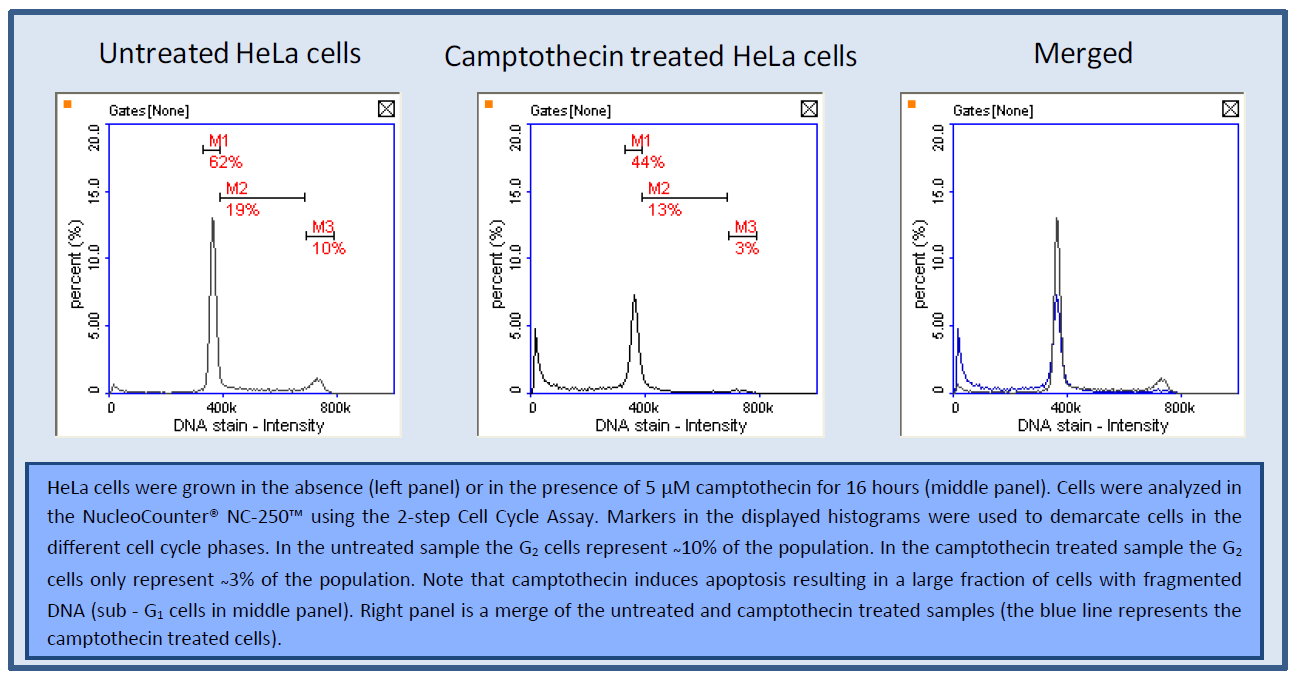 Untreated HeLa cells
Camptothecin treated HeLa cells
Merged
Gates[None]
20.0
15.0
10.0
5.00
0
percent (%)
M1
62%
M2
19%
M3
10%
0
400k
800k
DNA stain - Intensity
Gates[None]
20.0
15.0
10.0
5.00
0
percent (%)
M1
44%
M2
13%
M3
3%
0
400k
800k
DNA stain - Intensity
Gates[None]
20.0
15.0
10.0
5.00
0
percent (%)
0
400k
800k
DNA stain - Intensity
HeLa cells were grown in the absence (left panel) or in the presence of 5 µM camptothecin for 16 hours (middle panel). Cells were analyzed in
the NucleoCounter® NC-250™ using the 2-step Cell Cycle Assay. Markers in the displayed histograms were used to demarcate cells in the
different cell cycle phases. In the untreated sample the G₂ cells represent ~10% of the population. In the camptothecin treated sample the G₂
cells only represent ~3% of the population. Note that camptothecin induces apoptosis resulting in a large fraction of cells with fragmented
DNA (sub - G₁ cells in middle panel). Right panel is a merge of the untreated and camptothecin treated samples (the blue line represents the
camptothecin treated cells).